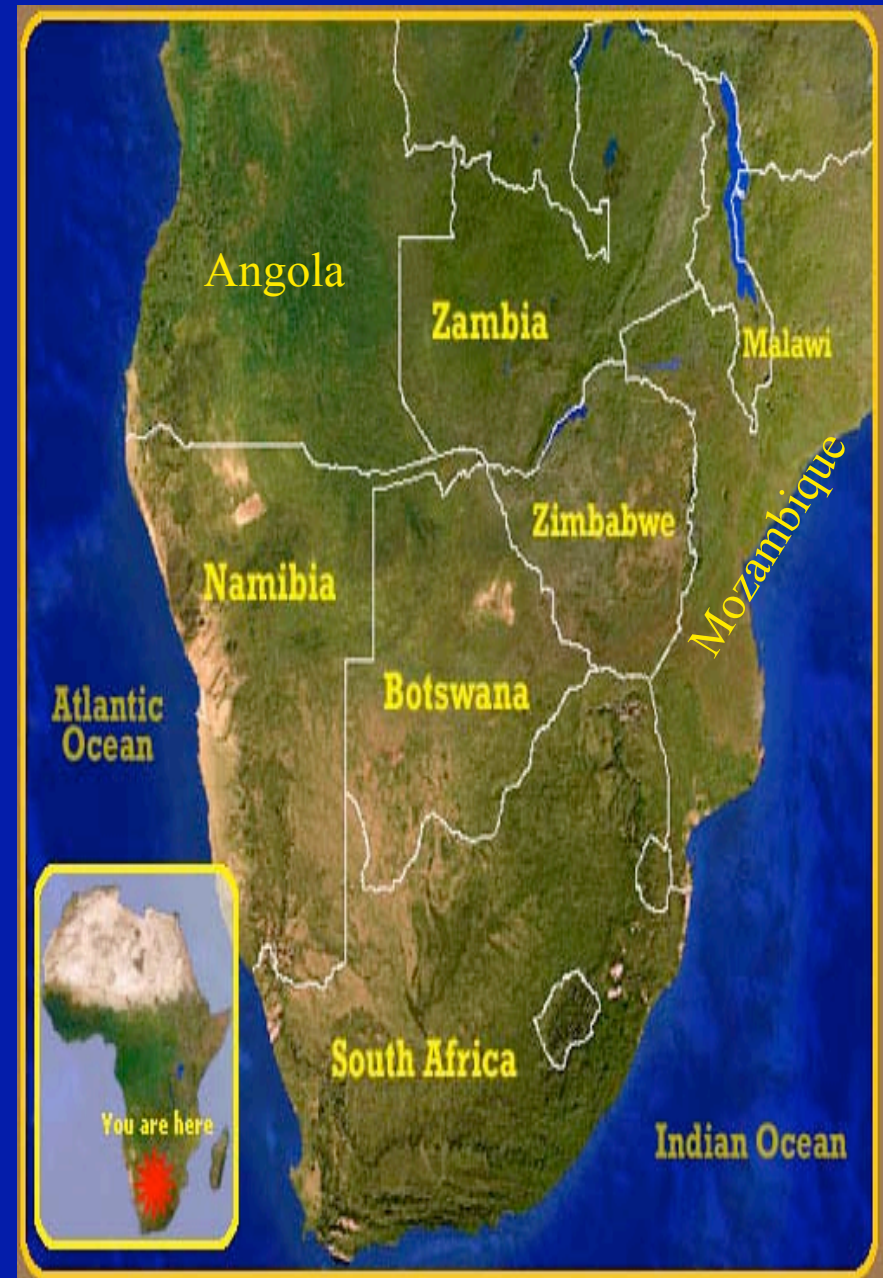 Angola
Zambia
Malawi
Mozambique
Zimbabwe
Namibia
Botswana
Atlantic
Ocean
South Africa
You are here
Indian Ocean